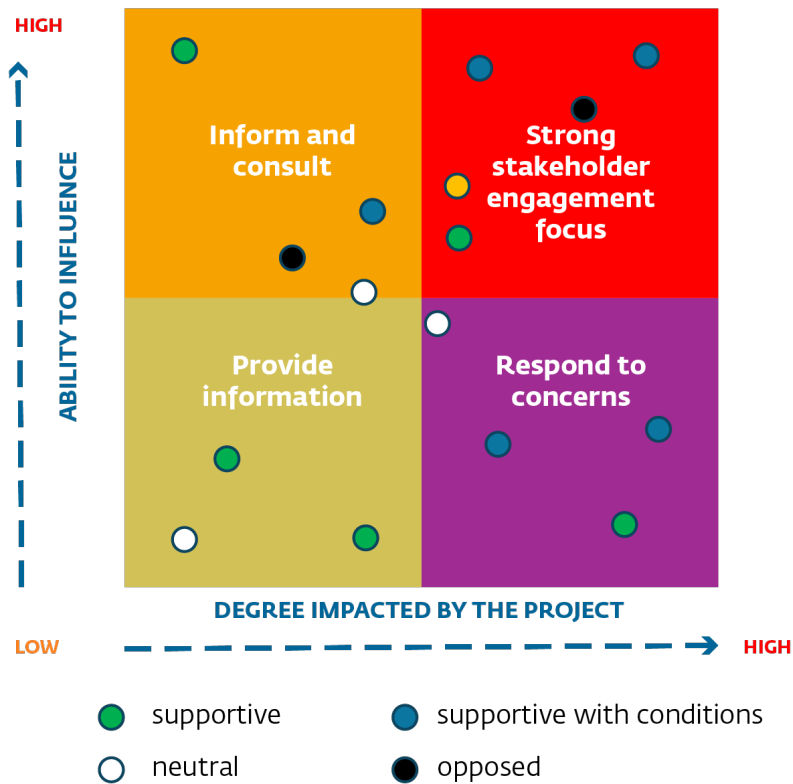 HIGH
ABILITY TO INFLUENCE
Inform and
consult
Strong
stakeholder
engagement
focus
Provide
information
Respond to
concerns
DEGREE IMPACTED BY THE PROJECT
LOW
HIGH
supportive
supportive with conditions
neutral
opposed